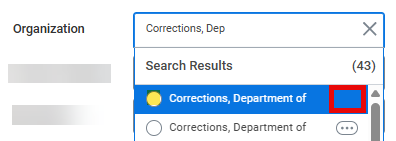 Organization
Corrections, Dep
Search Results (43)
Corrections, Department of
Corrections, Department of